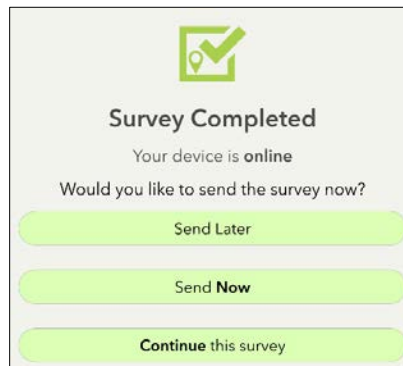 Survey Completed
Your device is online
Would you like to send the survey now?
Send Later
Send Now
Continue this survey